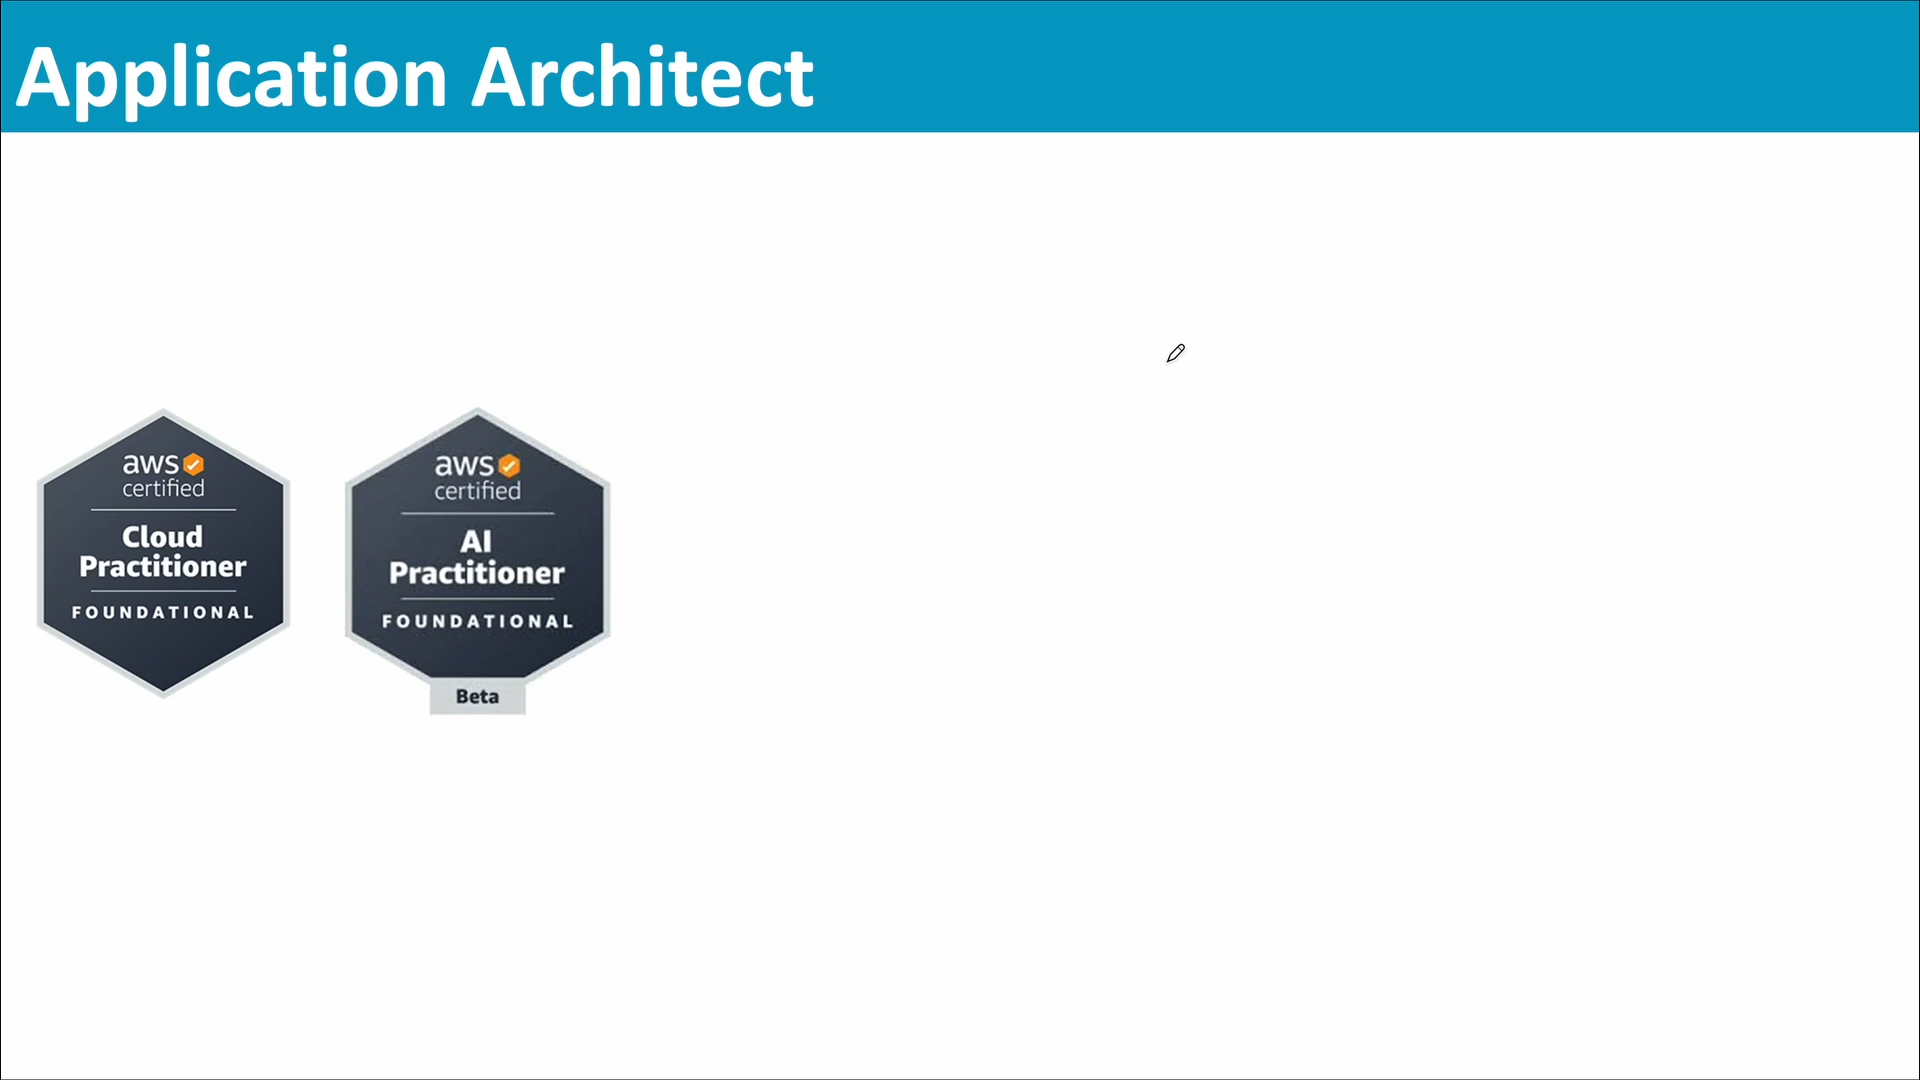 Application Architect
aws
certified
Cloud
Practitioner
FOUNDATIONAL
aws
certified
AI
Practitioner
FOUNDATIONAL
Beta